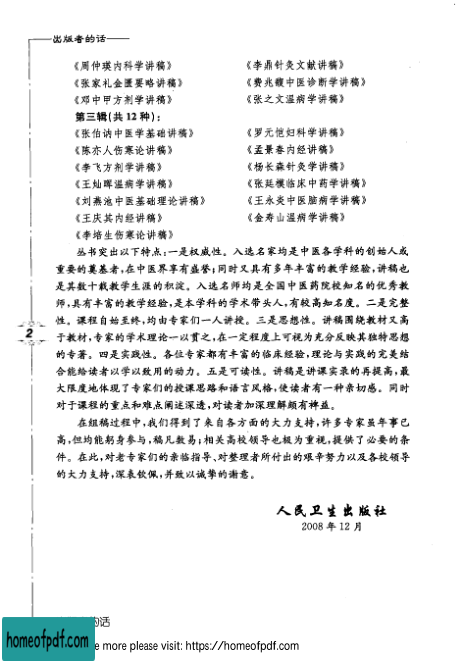 出版者的话
《周仲瑛内科学讲稿》 《李鼎针灸文献讲稿》
《张家礼金匮要略讲稿》 《费兆馥中医诊断学讲稿》
《邓中甲方剂学讲稿》 《张之文温病学讲稿》
第三辑(共12种):
《张伯讷中医学基础讲稿》 《罗元恺妇科学讲稿》
《陈亦人伤寒论讲稿》 《孟景春内经讲稿》
《李飞方剂学讲稿》 《杨长森针灸学讲稿》
《王灿晖温病学讲稿》 《张廷模临床中药学讲稿》
《刘燕池中医基础理论讲稿》 《王永炎中医脑病学讲稿》
《王庆其内经讲稿》 《金寿山温病学讲稿》
《李培生伤寒论讲稿》
丛书突出以下特点:一是权威性。入选名家均是中医各学科的创始人或
重要的奠基者,在中医界享有盛誉;同时又具有多年丰富的教学经验,讲稿也
是其数十载教学生涯的积淀。入选名师均是全国中医药院校知名的优秀教
师,具有丰富的教学经验,是本学科的学术带头人,有较高知名度。二是完整
性。课程自始至终,均由专家们一人讲授。三是思想性。讲稿围绕教材又高
于教材,专家的学术理论一以贯之,在一定程度上可视为充分反映其独特思想
的专著。四是实践性。各位专家都有丰富的临床经验,理论与实践的完美结
合能给读者以学以致用的动力。五是可读性。讲稿是讲课实录的再提高,最
大限度地体现了专家们的授课思路和语言风格,使读者有一种亲切感。同时
对于课程的重点和难点阐述深透,对读者加深理解颇有裨益。
在组稿过程中,我们得到了来自各方面的大力支持,许多专家虽年事已
高,但均能躬身参与,稿凡数易;相关高校领导也极为重视,提供了必要的条
件。在此,对老专家们的亲临指导、对整理者所付出的艰辛努力以及各校领导
的大力支持,深表钦佩,并致以诚挚的谢意。
2
人民卫生出版社
2008年12月
的话
homeofpdf.com
e more please visit: https://homeofpdf.com